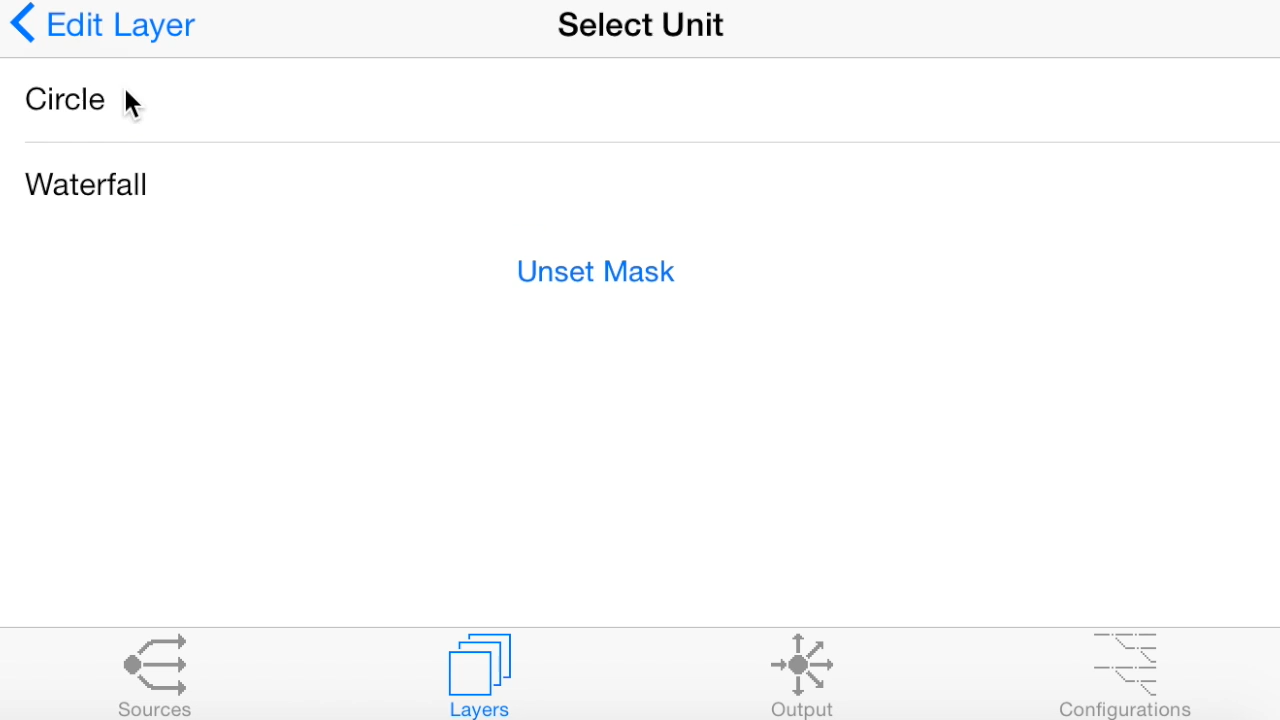 Edit Layer
Select Unit
Circle
Waterfall
Unset Mask
Sources
Layers
Output
Configurations